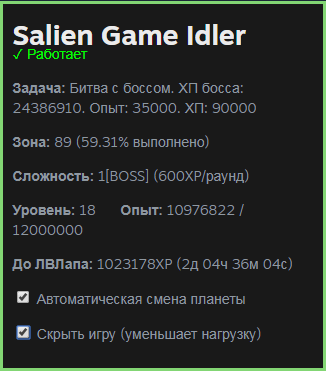 Salien Game Idler
✓ Работает
Задача: Битва с боссом. ХП босса:
24386910. Опыт: 35000. ХП: 90000
Зона: 89 (59.31% выполнено)
Сложность: 1[BOSS] (600XP/раунд)
Уровень: 18 Опыт: 10976822 /
12000000
До ЛВЛапа: 1023178XP (2д 04ч 36м 04с)
Автоматическая смена планеты
Скрыть игру (уменьшает нагрузку)